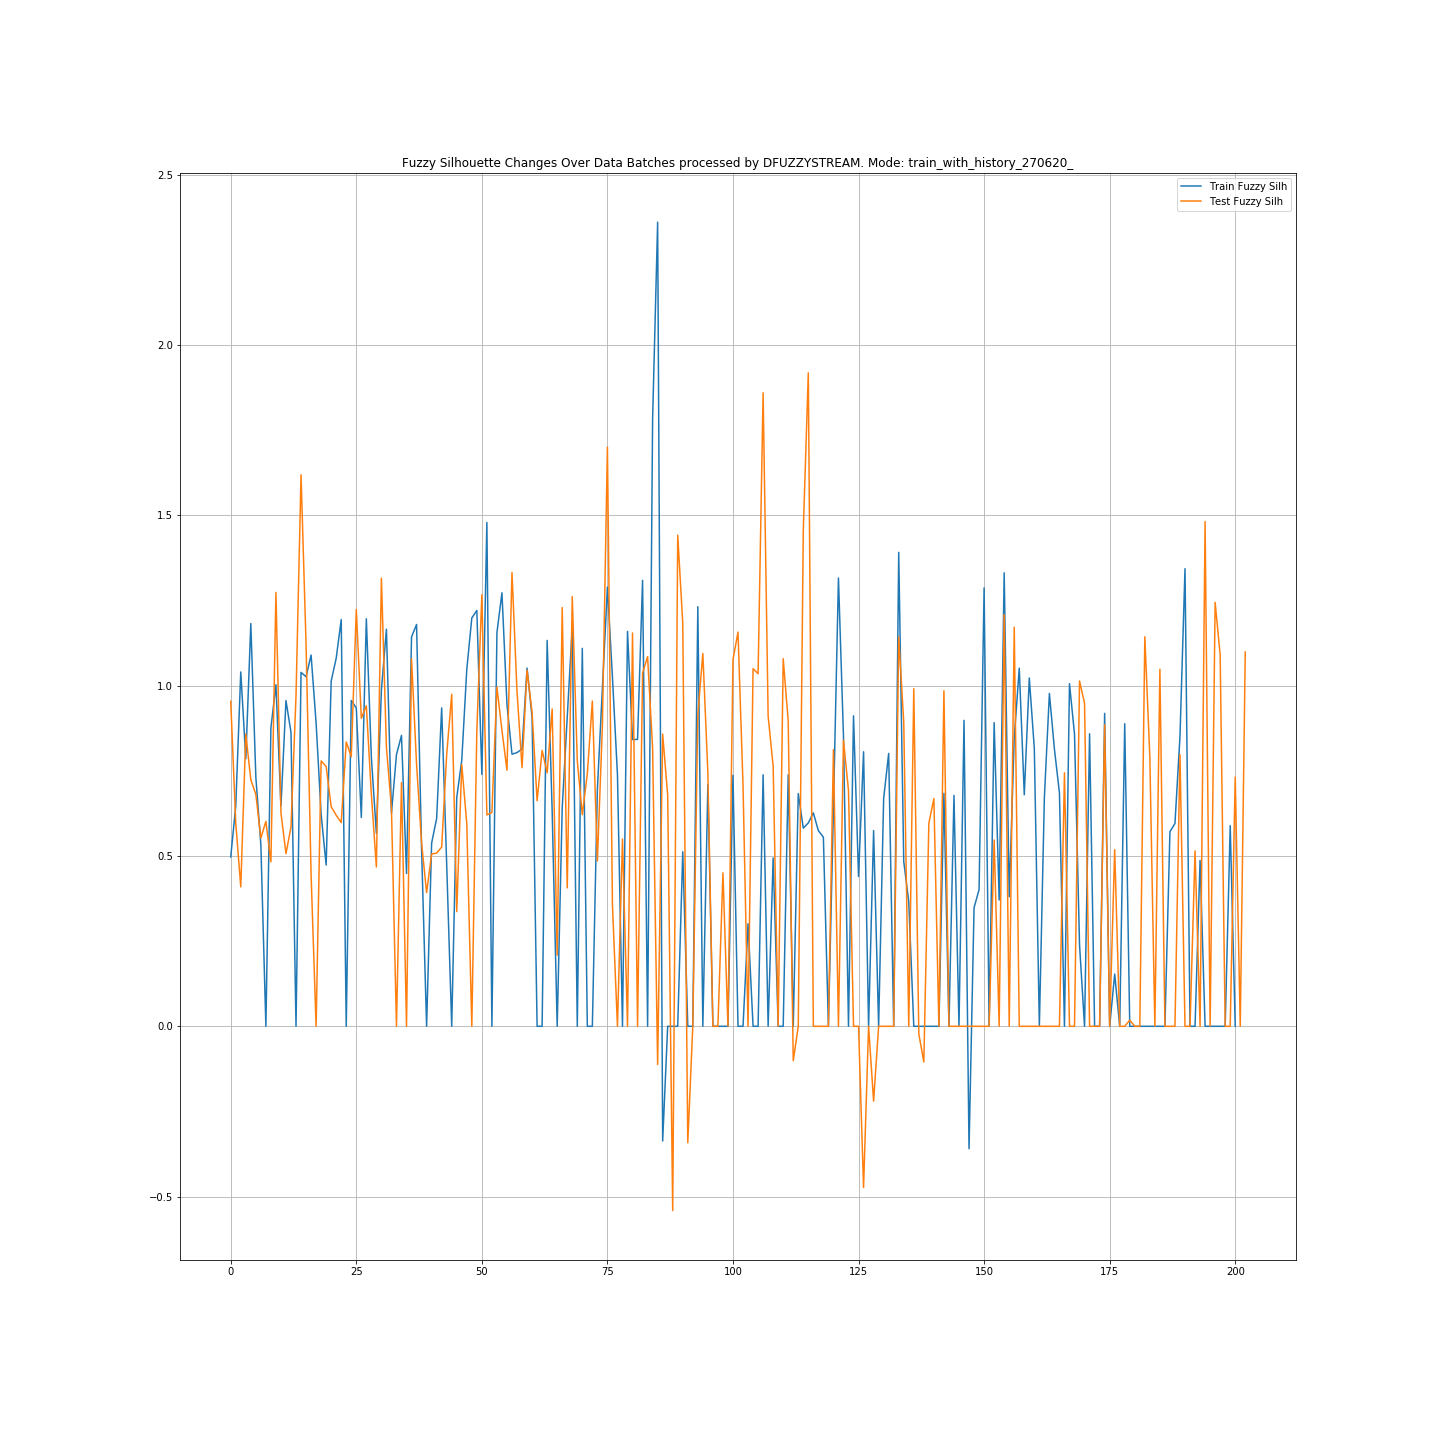 Fuzzy Silhouette Changes Over Data Batches processed by DFUZZYSTREAM. Mode: train_with_history_270620_
Train Fuzzy Silh
Test Fuzzy Silh
2.5
2.0
1.5
1.0
0.5
0.0
−0.5
0 25 50 75 100 125 150 175 200